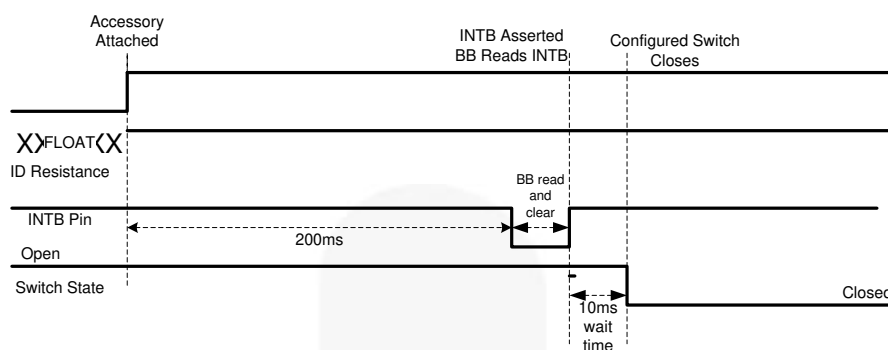 Accessory
Attached
INTB Asserted
BB Reads INTB
Configured Switch
Closes
FLOAT
ID Resistance
BB read
and
clear
INTB Pin
200ms
Open
Switch State
Closed
10ms
wait
time